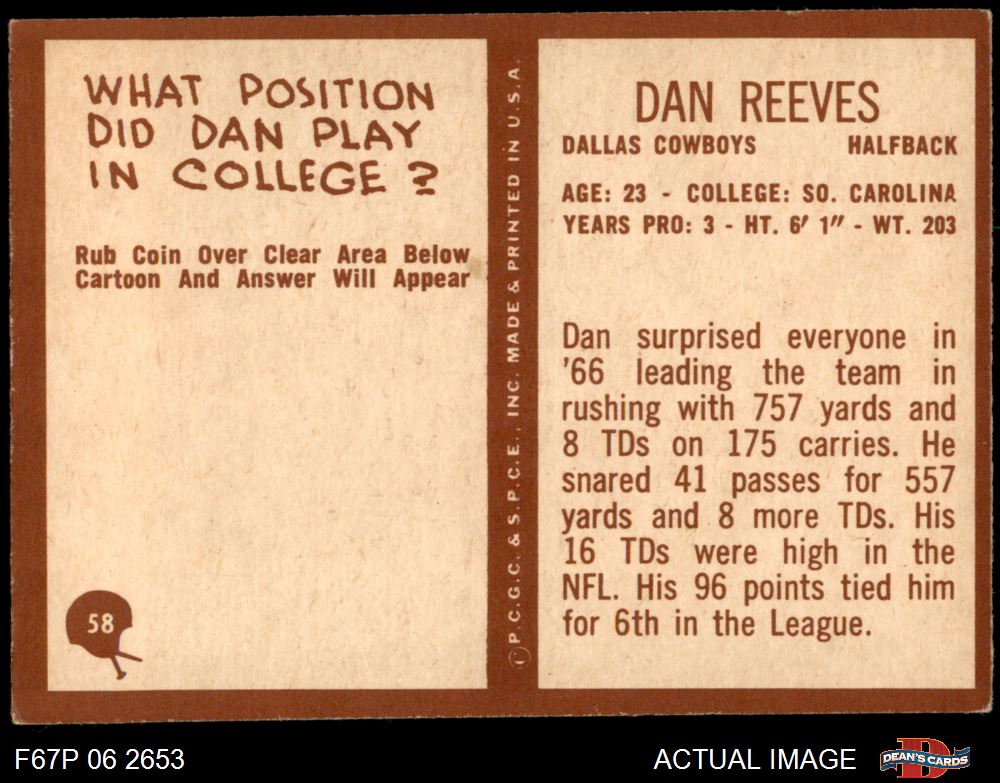 WHAT POSITION
DID DAN PLAY
IN COLLEGE ?
Rub Coin Over Clear Area Below
Cartoon And Answer Will Appear
58
©P.C.G.C. & S.P.C.E., INC. MADE & PRINTED IN U.S.A.
DAN REEVES
DALLAS COWBOYS HALFBACK
AGE: 23 - COLLEGE: SO. CAROLINA
YEARS PRO: 3 - HT. 6' 1" - WT. 203
Dan surprised everyone in
'66 leading the team in
rushing with 757 yards and
8 TDs on 175 carries. He
snared 41 passes for 557
yards and 8 more TDs. His
16 TDs were high in the
NFL. His 96 points tied him
for 6th in the League.
F67P 06 2653
ACTUAL IMAGE
DEAN'S CARDS